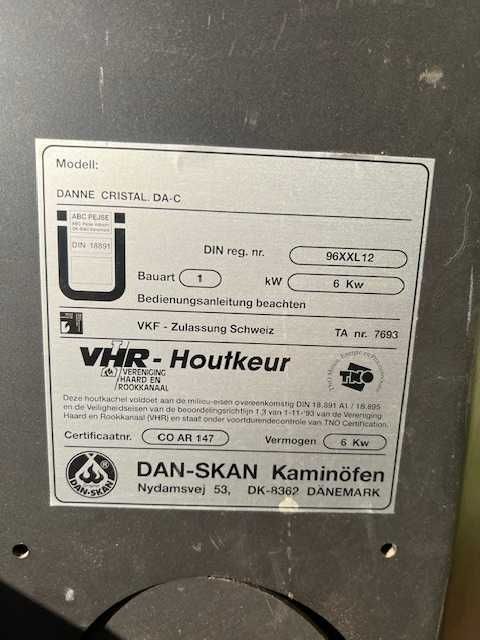 Modell:
DANNE CRISTAL. DA-C
ABC PEJSE
DIN 18891
DIN reg. nr. 96XXL12
Bauart 1 kW 6 Kw
Bedienungsanleitung beachten
VKF - Zulassung Schweiz TA nr. 7693
VHR - Houtkeur
VERENIGING
HAARD EN
ROOKKANAAL
TNO
Deze houtkachel voldoet aan de milieu-eisen overeenkomstig DIN 18.891 A1 / 18.895
en de Veiligheidseisen van de beoordelingsrichtlijn 1,3 van 1-11-'93 van de Vereniging
Haard en Rookkanaal (VHR) en staat onder voortdurendecontrole van TNO Certification.
Certificaatnr. CO AR 147 Vermogen 6 Kw
DAN-SKAN
DAN-SKAN Kaminöfen
Nydamsvej 53, DK-8362 DÄNEMARK